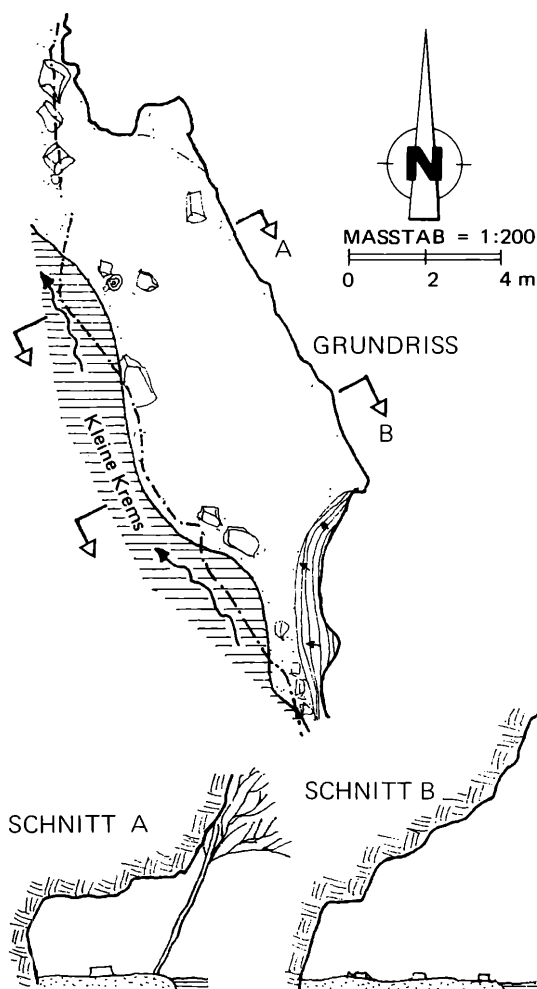 N
MASSTAB = 1:200
0 2 4 m
A
GRUNDRISS
B
Kleine Krems
SCHNITT A
SCHNITT B